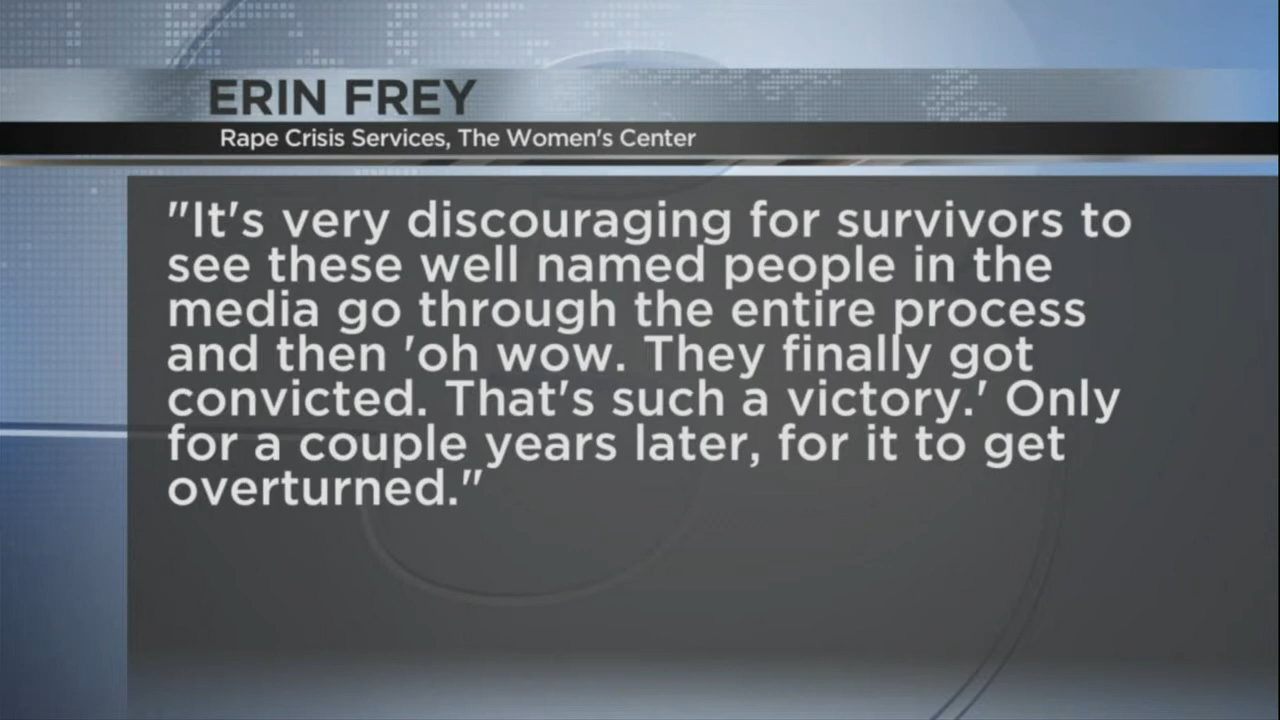 ERIN FREY
Rape Crisis Services, The Women's Center
"It's very discouraging for survivors to
see these well named people in the
media go through the entire process
and then 'oh wow. They finally got
convicted. That's such a victory.' Only
for a couple years later, for it to get
overturned."